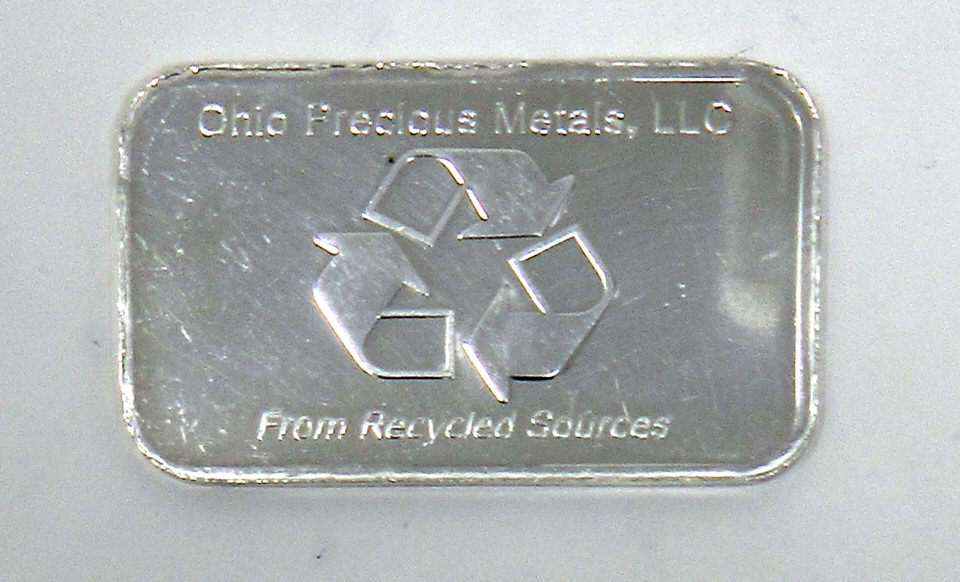 Ohio Precious Metals, LLC
From Recycled Sources